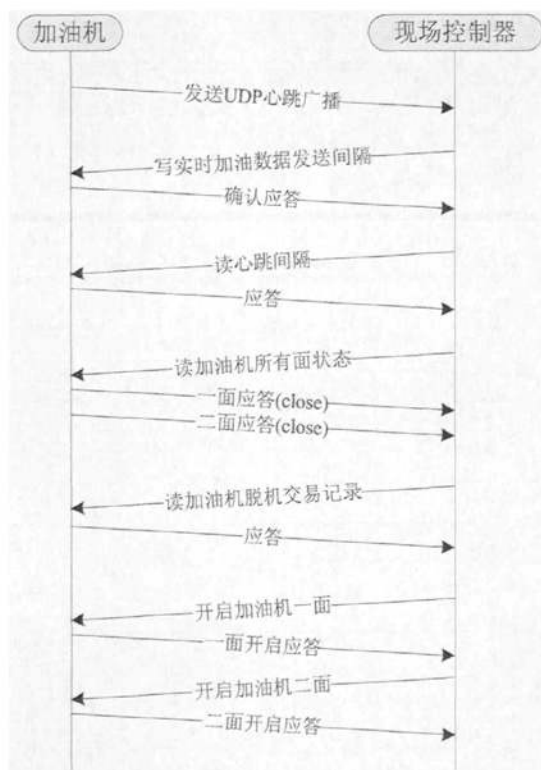 加油机
现场控制器
发送UDP心跳广播
写实时加油数据发送间隔
确认应答
读心跳间隔
应答
读加油机所有面状态
一面应答(close)
二面应答(close)
读加油机脱机交易记录
应答
开启加油机一面
一面开启应答
开启加油机二面
二面开启应答